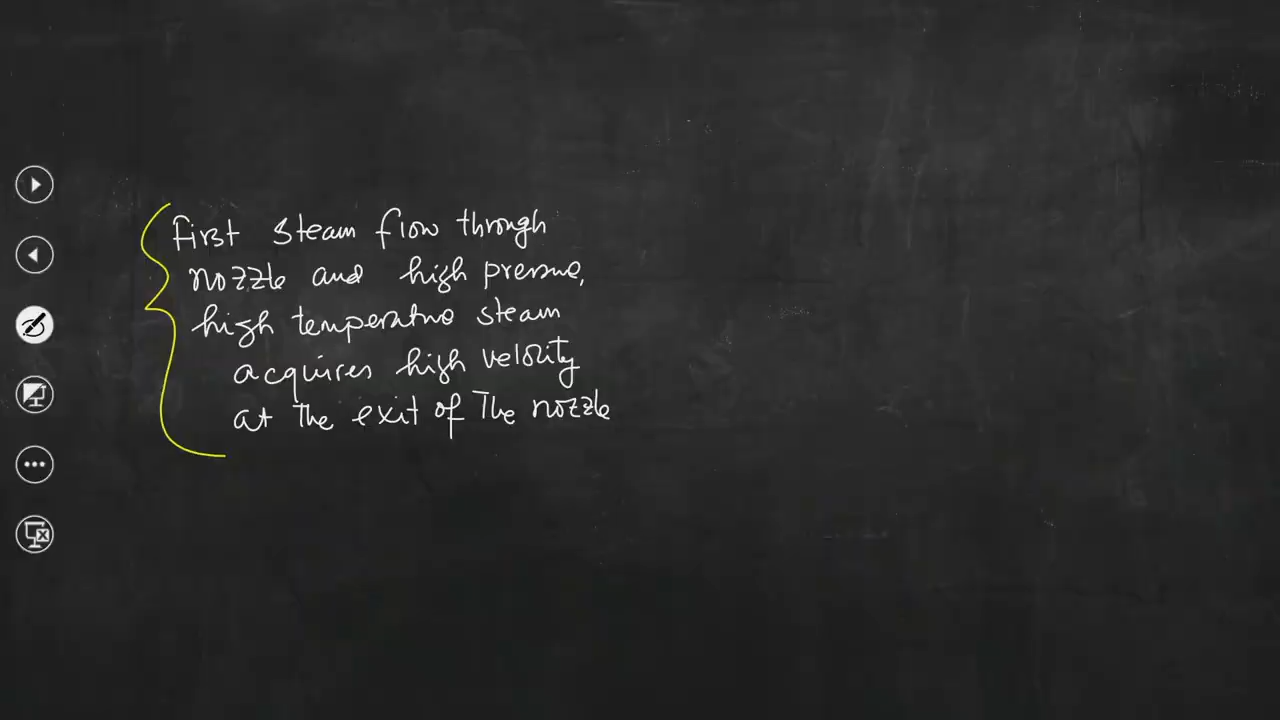 First steam flow through
nozzle and high pressure,
high temperature steam
acquires high velocity
at the exit of The nozzle